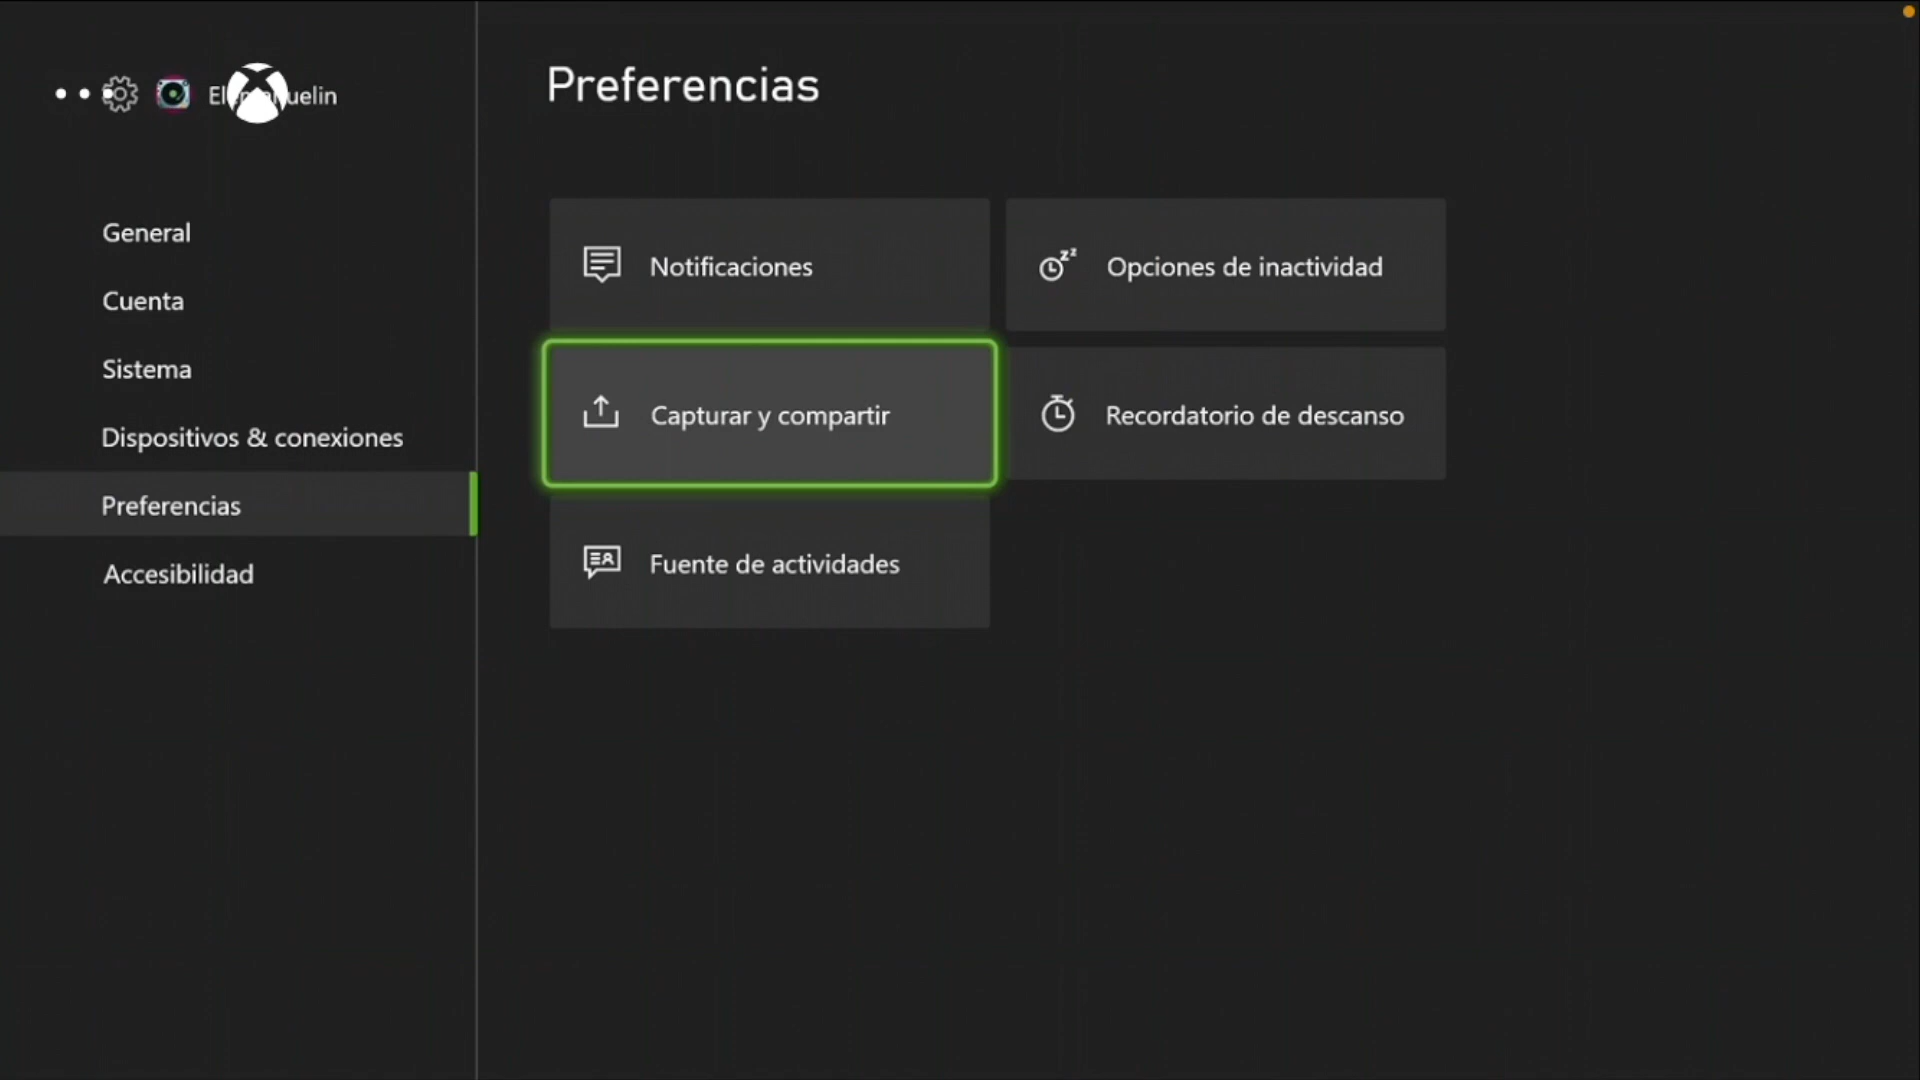 Preferencias
General
Cuenta
Sistema
Dispositivos & conexiones
Preferencias
Accesibilidad
Notificaciones
Opciones de inactividad
Capturar y compartir
Recordatorio de descanso
Fuente de actividades